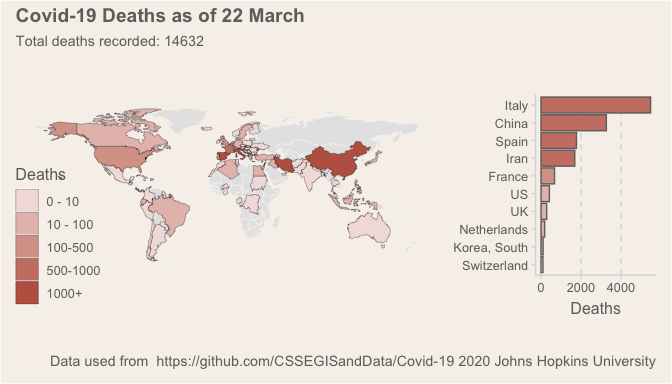 Covid-19 Deaths as of 22 March
Total deaths recorded: 14632
Deaths
0 - 10
10 - 100
100-500
500-1000
1000+
Italy
China
Spain
Iran
France
US
UK
Netherlands
Korea, South
Switzerland
0 2000 4000
Deaths
Data used from  https://github.com/CSSEGISandData/Covid-19 2020 Johns Hopkins University